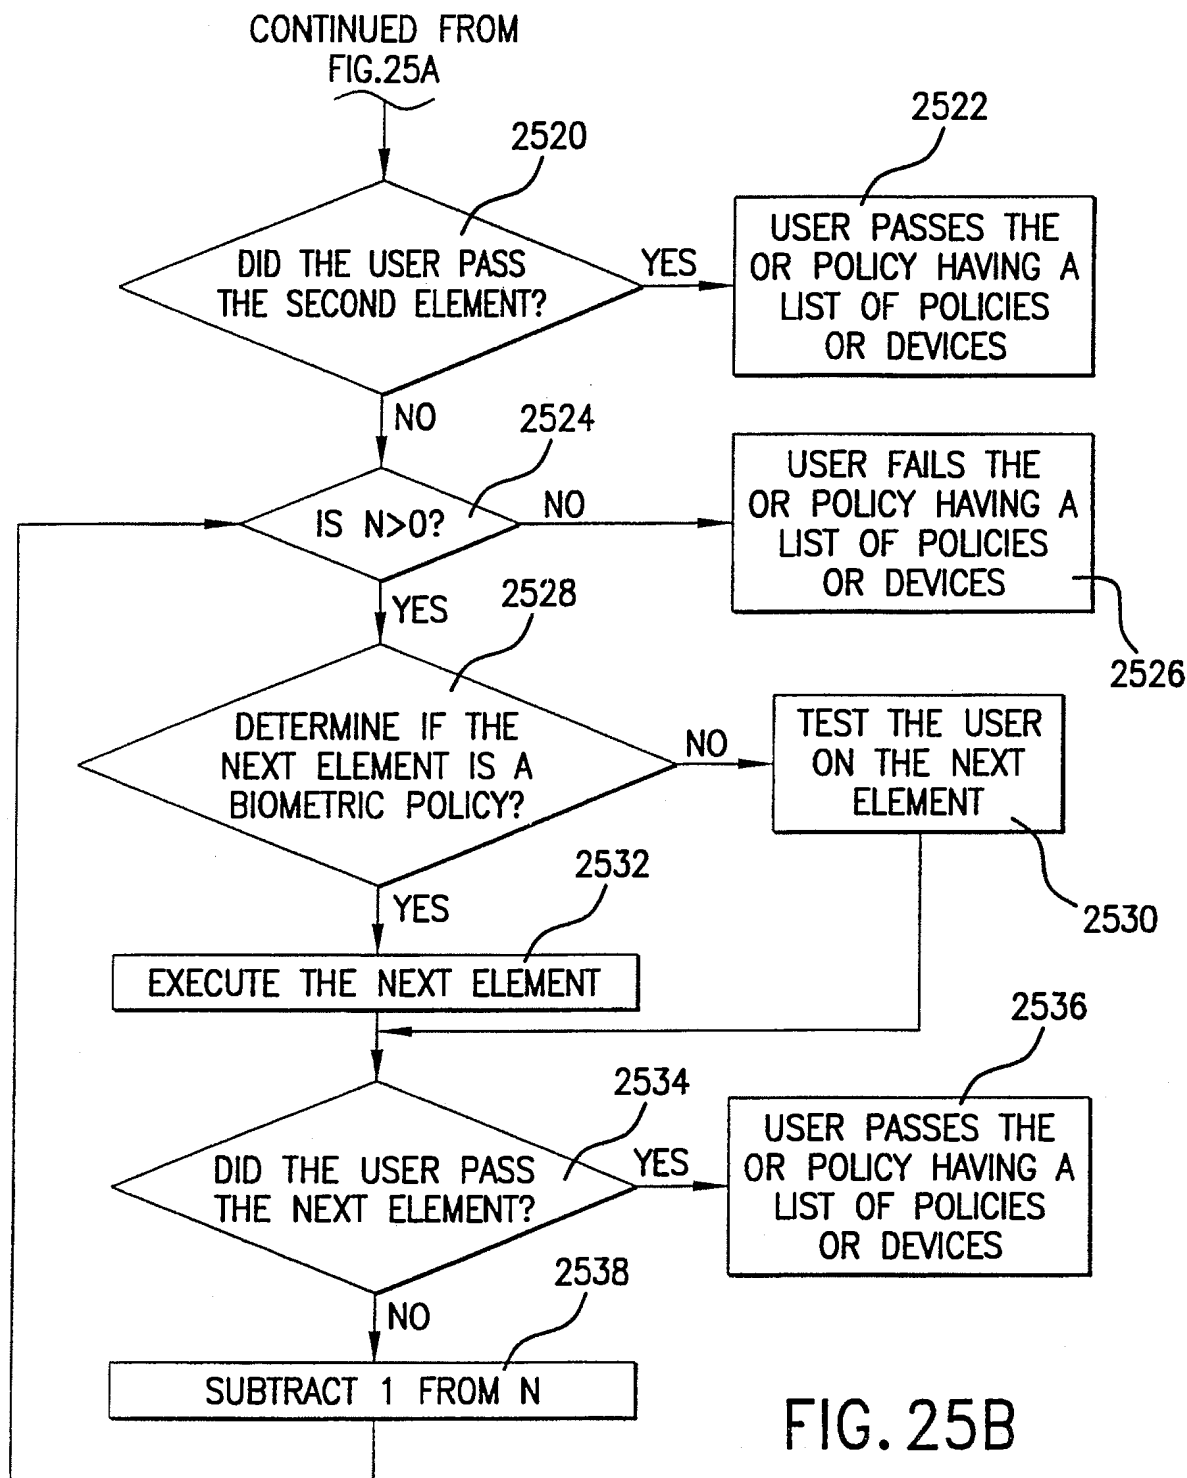 CONTINUED FROM
FIG.25A
2520
2522
DID THE USER PASS
THE SECOND ELEMENT?
YES
USER PASSES THE
OR POLICY HAVING A
LIST OF POLICIES
OR DEVICES
NO
2524
IS N>0?
NO
USER FAILS THE
OR POLICY HAVING A
LIST OF POLICIES
OR DEVICES
2526
YES
2528
DETERMINE IF THE
NEXT ELEMENT IS A
BIOMETRIC POLICY?
NO
TEST THE USER
ON THE NEXT
ELEMENT
2530
YES
2532
EXECUTE THE NEXT ELEMENT
2534
2536
DID THE USER PASS
THE NEXT ELEMENT?
YES
USER PASSES THE
OR POLICY HAVING A
LIST OF POLICIES
OR DEVICES
NO
2538
SUBTRACT 1 FROM N
FIG. 25B